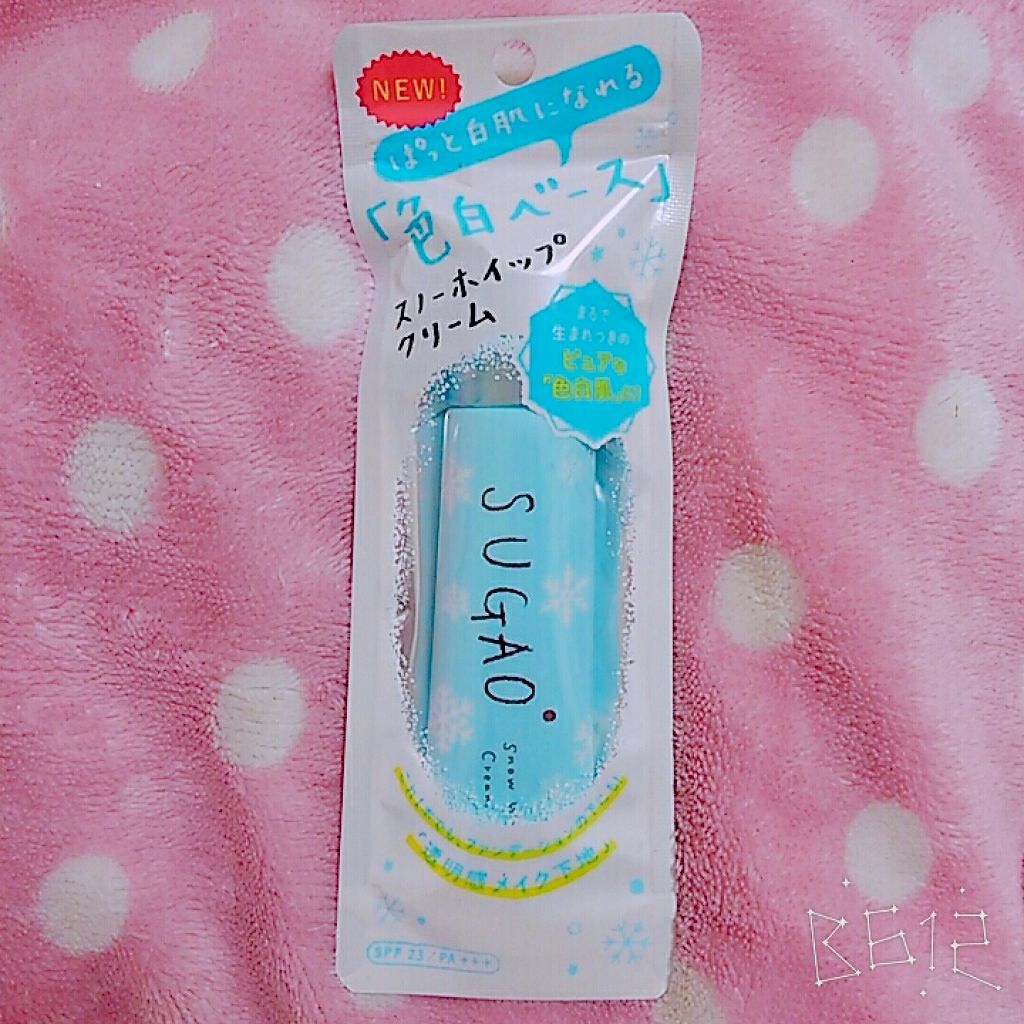 NEW!
ぱっと白肌になれる
「色白ベース」
スノーホイップ
クリーム
まるで
生まれつきの
ピュアな
「色白肌」に!
SUGAO
Snow
Cream
「透明感メイク下地」
SPF 23/PA+++
B612